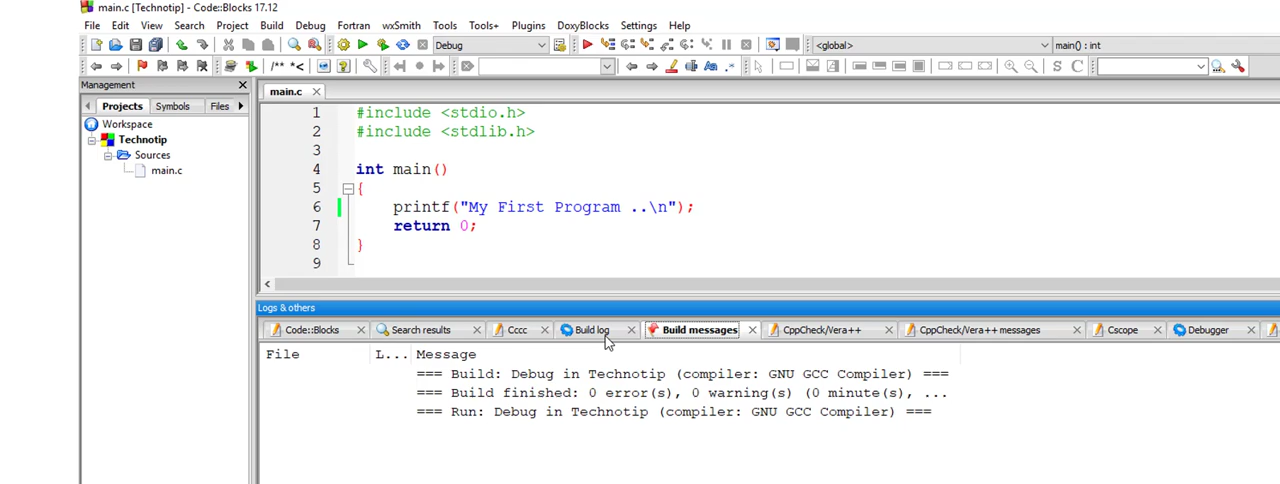 main.c [Technotip] - Code::Blocks 17.12
File Edit View Search Project Build Debug Fortran wxSmith Tools Tools+ Plugins DoxyBlocks Settings Help
Debug <global> main() : int
/** *<
S C
Management
main.c
Projects Symbols Files
Workspace
Technotip
Sources
main.c
1 #include <stdio.h>
2 #include <stdlib.h>
3
4 int main()
5 {
6 printf("My First Program ..\n");
7 return 0;
8 }
9
Logs & others
Code::Blocks Search results Cccc Build log Build messages CppCheck/Vera++ CppCheck/Vera++ messages Cscope Debugger
File L... Message
=== Build: Debug in Technotip (compiler: GNU GCC Compiler) ===
=== Build finished: 0 error(s), 0 warning(s) (0 minute(s), ...
=== Run: Debug in Technotip (compiler: GNU GCC Compiler) ===